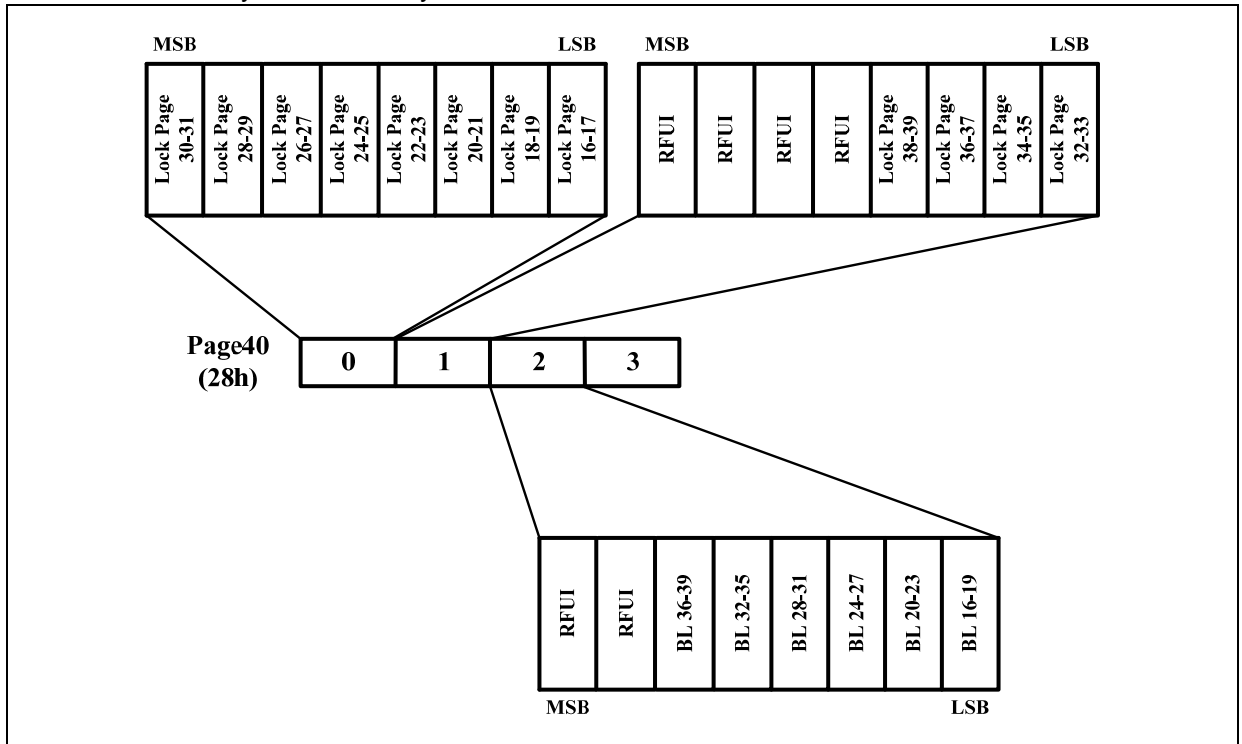 MSB
LSB
MSB
LSB
Lock Page
30-31
Lock Page
28-29
Lock Page
26-27
Lock Page
24-25
Lock Page
22-23
Lock Page
20-21
Lock Page
18-19
Lock Page
16-17
RFUI
RFUI
RFUI
RFUI
Lock Page
38-39
Lock Page
36-37
Lock Page
34-35
Lock Page
32-33
Page40
(28h)
0
1
2
3
RFUI
RFUI
BL 36-39
BL 32-35
BL 28-31
BL 24-27
BL 20-23
BL 16-19
MSB
LSB